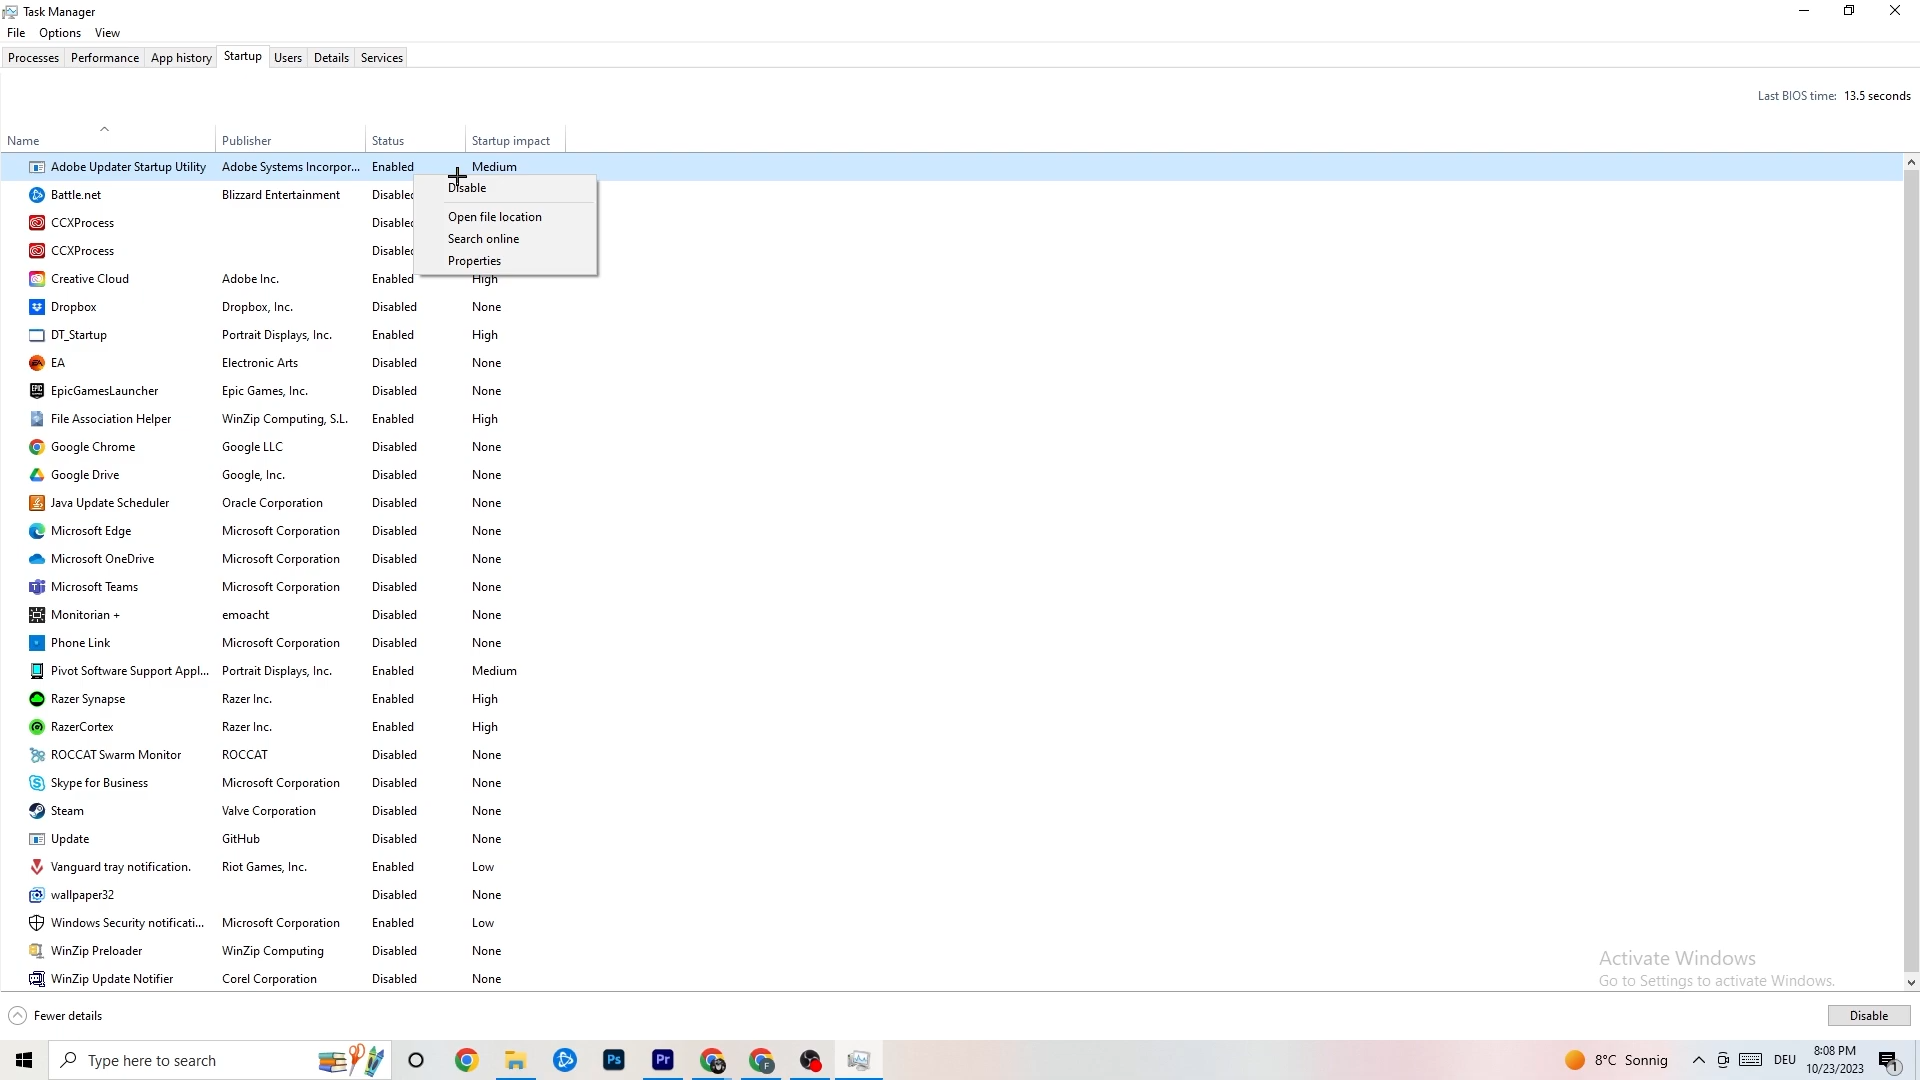 Task Manager
File Options View
Processes Performance App history Startup Users Details Services
Last BIOS time: 13.5 seconds
Name Publisher Status Startup impact
Adobe Updater Startup Utility Adobe Systems Incorpor... Enabled Medium
Battle.net Blizzard Entertainment Disabled
CCXProcess Disabled
CCXProcess Disabled
Disable
Open file location
Search online
Properties
Creative Cloud Adobe Inc. Enabled High
Dropbox Dropbox, Inc. Disabled None
DT_Startup Portrait Displays, Inc. Enabled High
EA Electronic Arts Disabled None
EpicGamesLauncher Epic Games, Inc. Disabled None
File Association Helper WinZip Computing, S.L. Enabled High
Google Chrome Google LLC Disabled None
Google Drive Google, Inc. Disabled None
Java Update Scheduler Oracle Corporation Disabled None
Microsoft Edge Microsoft Corporation Disabled None
Microsoft OneDrive Microsoft Corporation Disabled None
Microsoft Teams Microsoft Corporation Disabled None
Monitorian + emoacht Disabled None
Phone Link Microsoft Corporation Disabled None
Pivot Software Support Appl... Portrait Displays, Inc. Enabled Medium
Razer Synapse Razer Inc. Enabled High
RazerCortex Razer Inc. Enabled High
ROCCAT Swarm Monitor ROCCAT Disabled None
Skype for Business Microsoft Corporation Disabled None
Steam Valve Corporation Disabled None
Update GitHub Disabled None
Vanguard tray notification. Riot Games, Inc. Enabled Low
wallpaper32 Disabled None
Windows Security notificati... Microsoft Corporation Enabled Low
WinZip Preloader WinZip Computing Disabled None
WinZip Update Notifier Corel Corporation Disabled None
Activate Windows
Go to Settings to activate Windows.
Fewer details Disable
Type here to search Ps Pr F 8°C Sonnig DEU 8:08 PM 1
10/23/2023